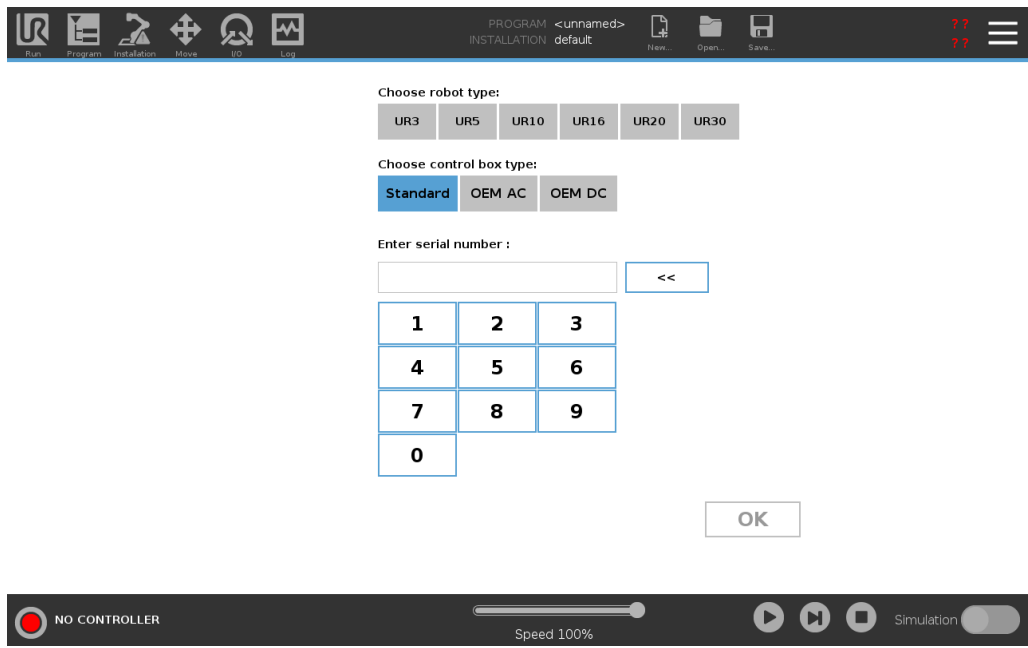 PROGRAM <unnamed>
INSTALLATION default
Run Program Installation Move I/O Log New... Open... Save...
? ?
? ?
Choose robot type:
UR3 UR5 UR10 UR16 UR20 UR30
Choose control box type:
Standard OEM AC OEM DC
Enter serial number :
<<
1 2 3
4 5 6
7 8 9
0
OK
NO CONTROLLER
Speed 100%
Simulation